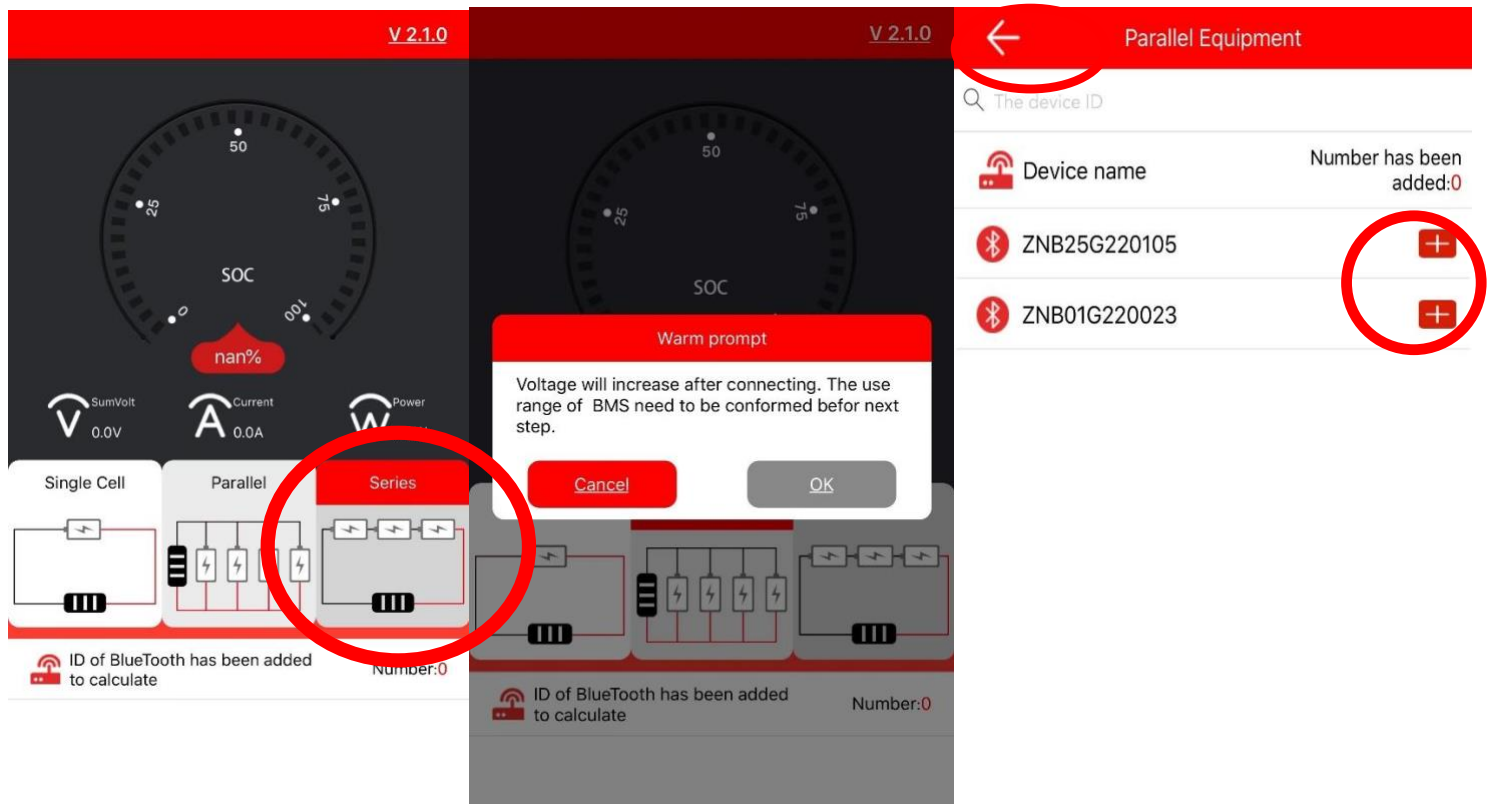 V 2.1.0
50
25
75
SOC
0
100
nan%
SumVolt
0.0V
Current
0.0A
Power
Single Cell
Parallel
Series
ID of BlueTooth has been added
to calculate
Number:0
V 2.1.0
50
25
75
SOC
Warm prompt
Voltage will increase after connecting. The use
range of BMS need to be conformed befor next
step.
Cancel
OK
ID of BlueTooth has been added
to calculate
Number:0
Parallel Equipment
The device ID
Device name
Number has been
added:0
ZNB25G220105
ZNB01G220023